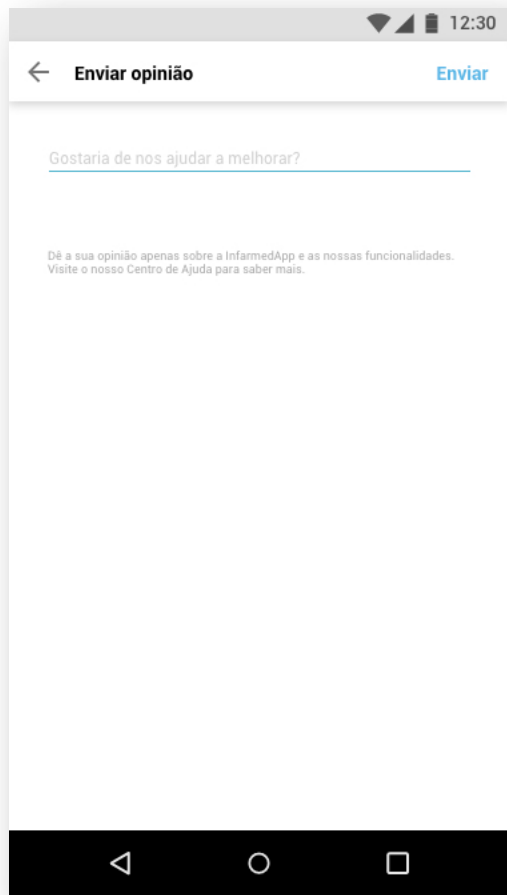 12:30
Enviar opinião
Enviar
Gostaria de nos ajudar a melhorar?
Dê a sua opinião apenas sobre a InfarmedApp e as nossas funcionalidades.
Visite o nosso Centro de Ajuda para saber mais.